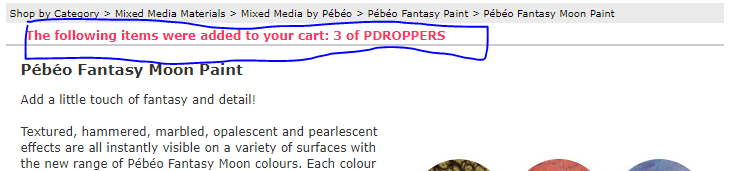 Shop by Category > Mixed Media Materials > Mixed Media by Pébéo > Pébéo Fantasy Paint > Pébéo Fantasy Moon Paint
The following items were added to your cart: 3 of PDROPPERS
Pébéo Fantasy Moon Paint
Add a little touch of fantasy and detail!
Textured, hammered, marbled, opalescent and pearlescent
effects are all instantly visible on a variety of surfaces with
the new range of Pébéo Fantasy Moon colours. Each colour